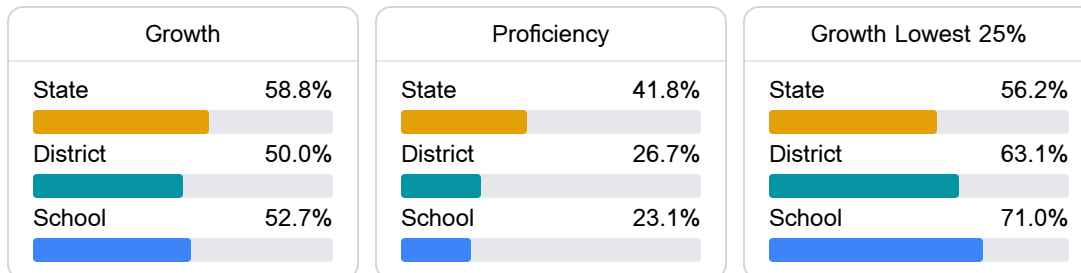 Growth
State 58.8%
District 50.0%
School 52.7%
Proficiency
State 41.8%
District 26.7%
School 23.1%
Growth Lowest 25%
State 56.2%
District 63.1%
School 71.0%